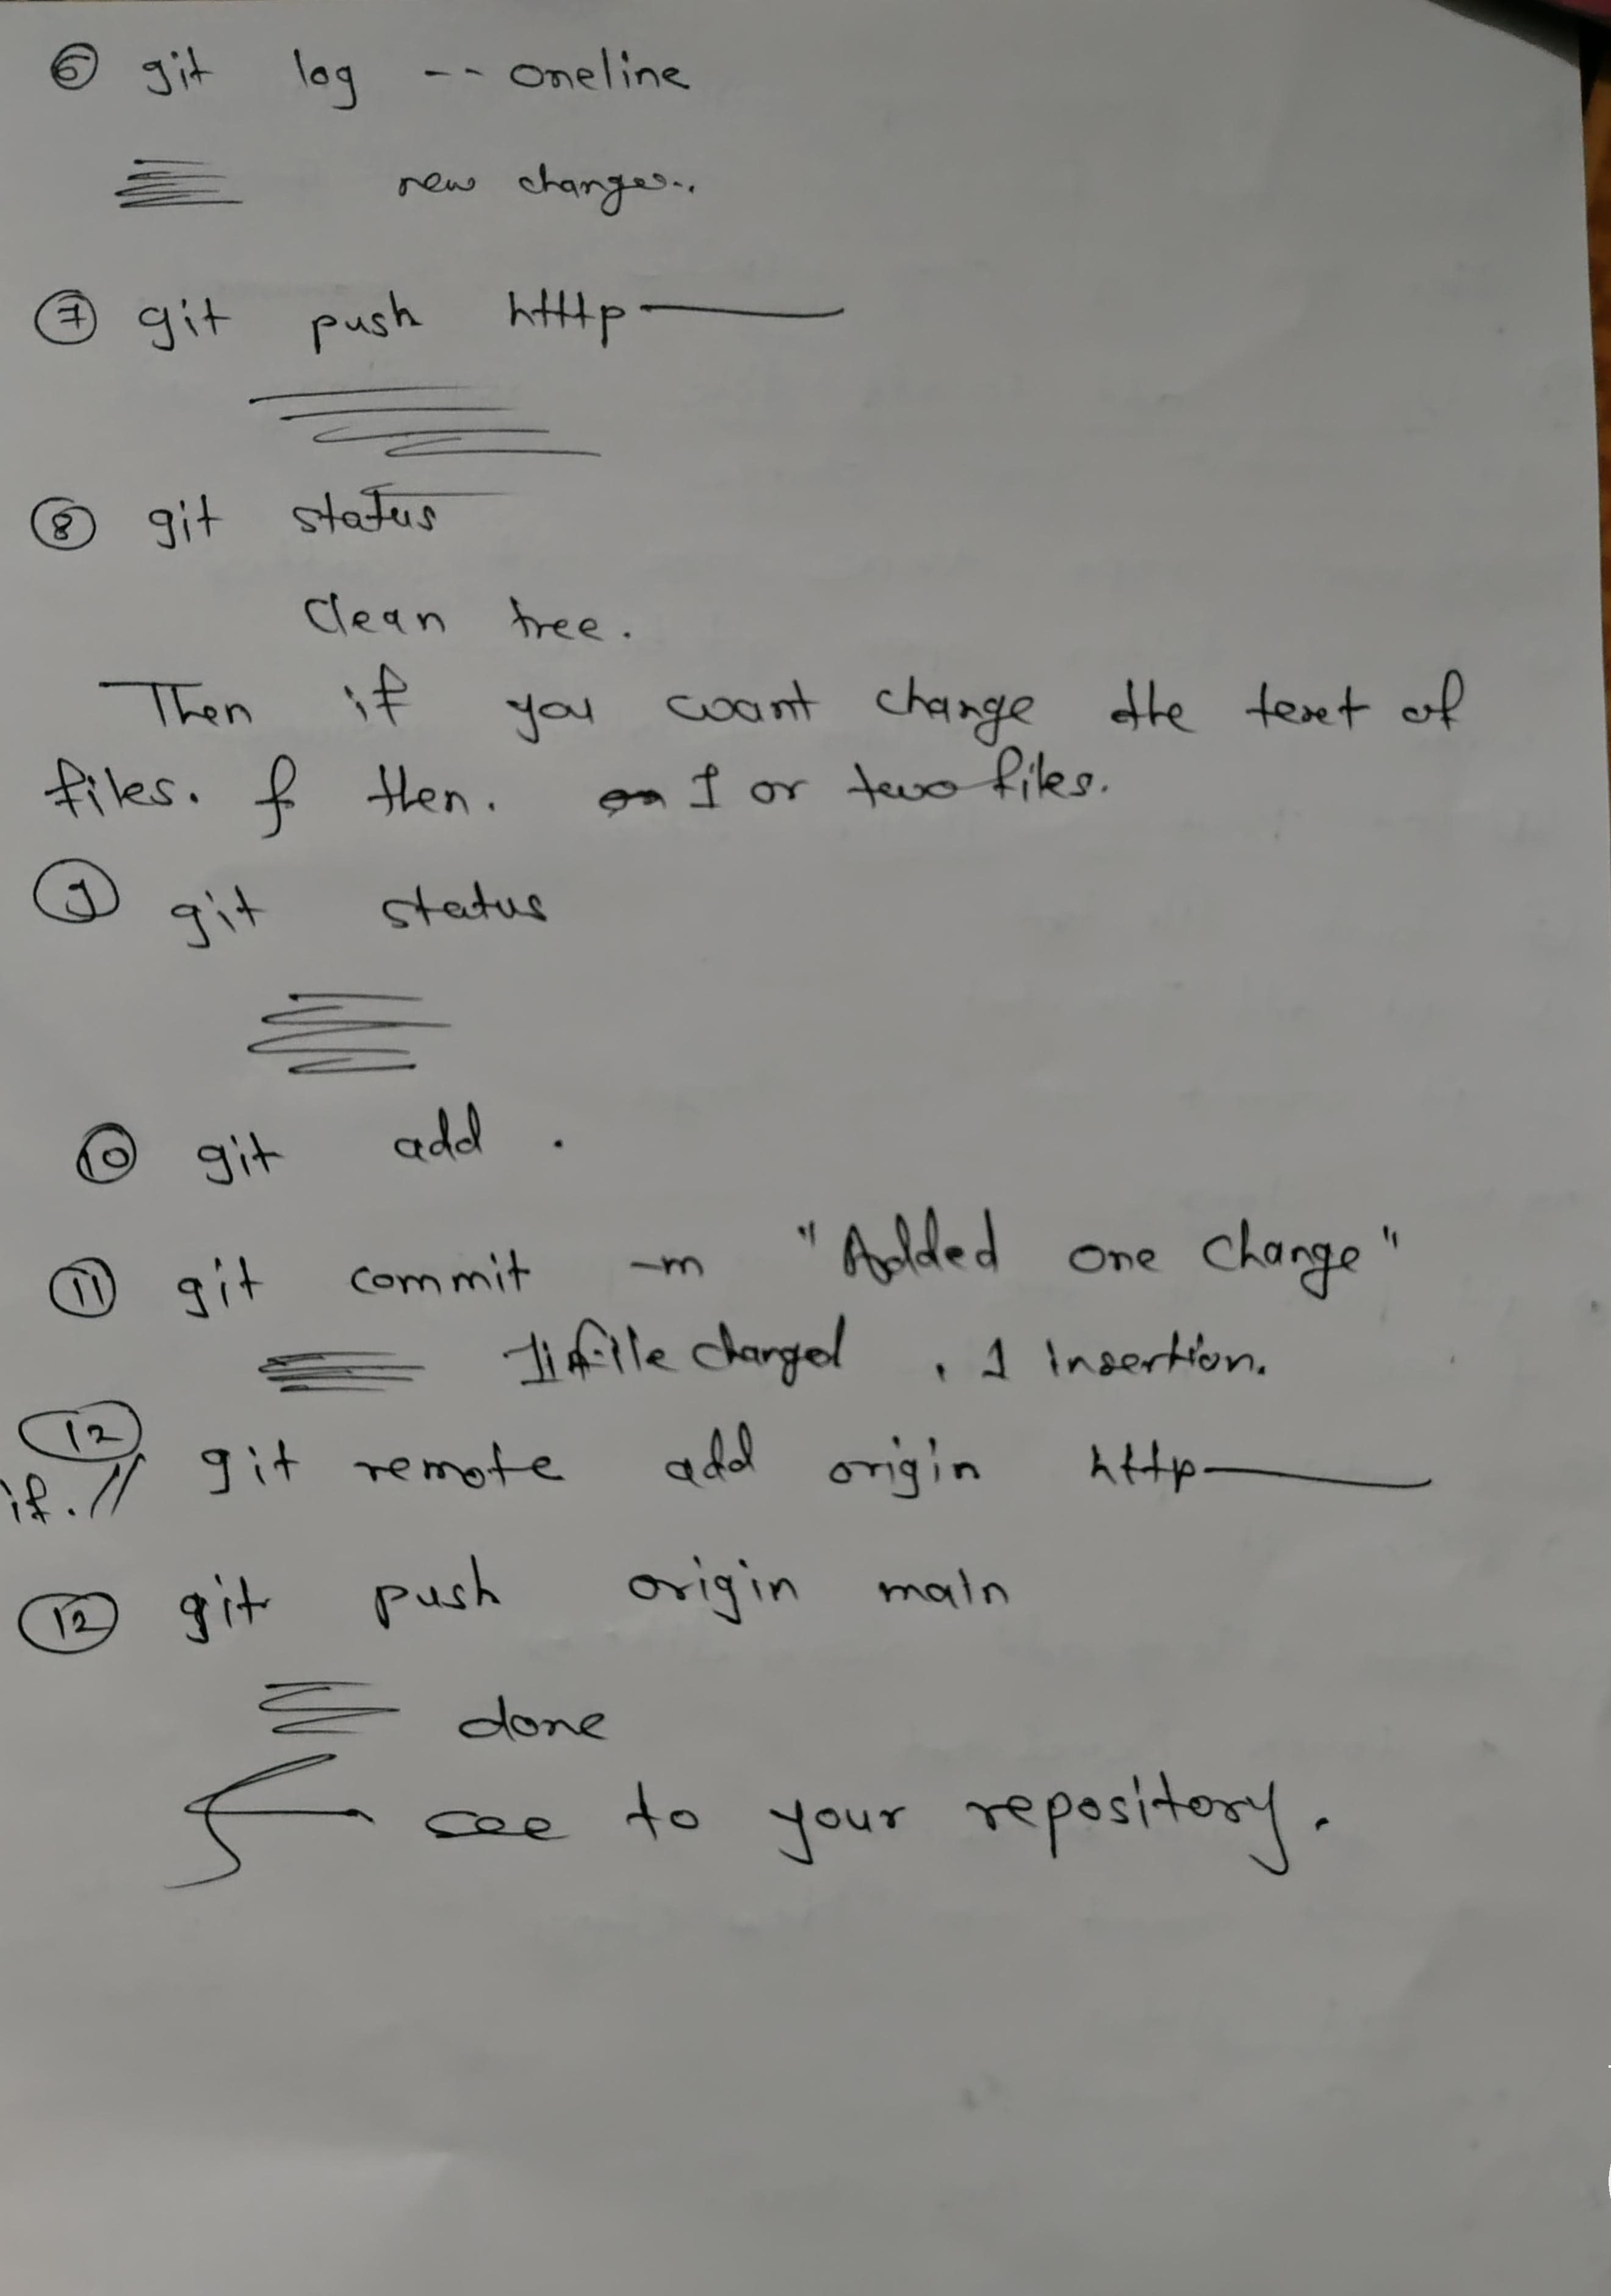 ⑥ git log -- oneline
new changes..
⑦ git push htttp
⑧ git status
Clean tree.
Then if you want change the text of
files. & then. 1 or two files.
⑨ git status
⑩ git add .
⑪ git commit -m "Added one change"
file changed , 1 insertion.
⑫ git remote add origin http
if. //
⑫ git push origin main
done
see to your repository.